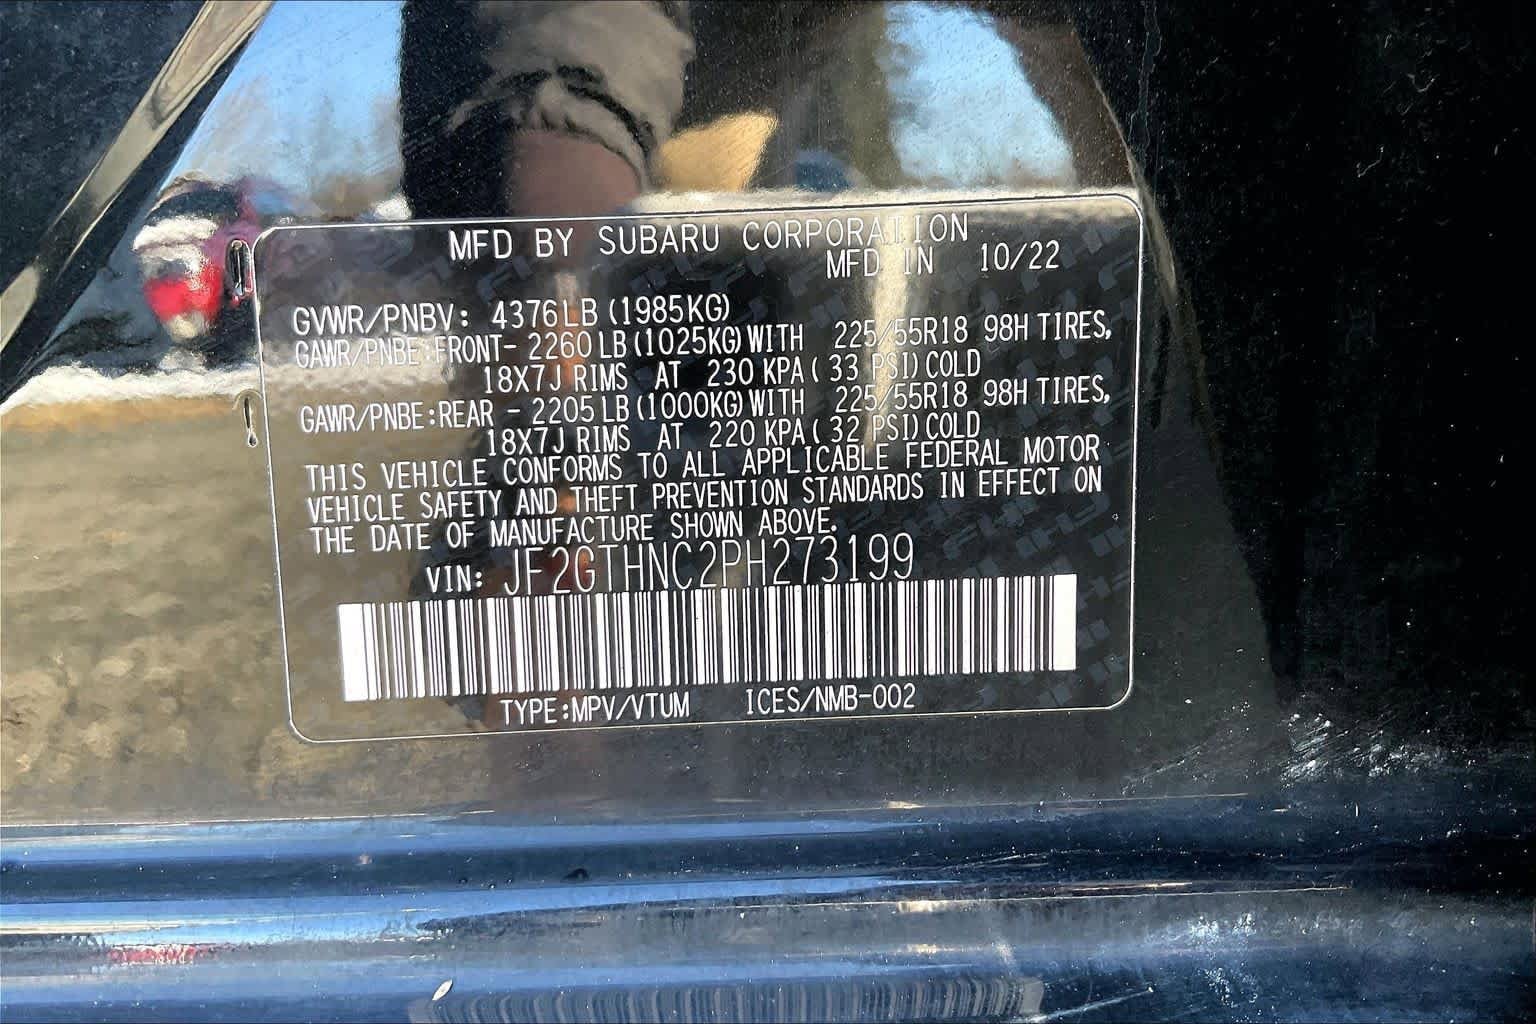 MFD BY SUBARU CORPORATION
MFD IN 10/22
GVWR/PNBV: 4376LB (1985KG)
GAWR/PNBE:FRONT- 2260 LB (1025KG) WITH 225/55R18 98H TIRES,
18X7J RIMS AT 230 KPA ( 33 PSI) COLD
GAWR/PNBE:REAR - 2205 LB (1000KG) WITH 225/55R18 98H TIRES,
18X7J RIMS AT 220 KPA ( 32 PSI) COLD
THIS VEHICLE CONFORMS TO ALL APPLICABLE FEDERAL MOTOR
VEHICLE SAFETY AND THEFT PREVENTION STANDARDS IN EFFECT ON
THE DATE OF MANUFACTURE SHOWN ABOVE.
VIN: JF2GTHNC2PH273199
TYPE:MPV/VTUM ICES/NMB-002